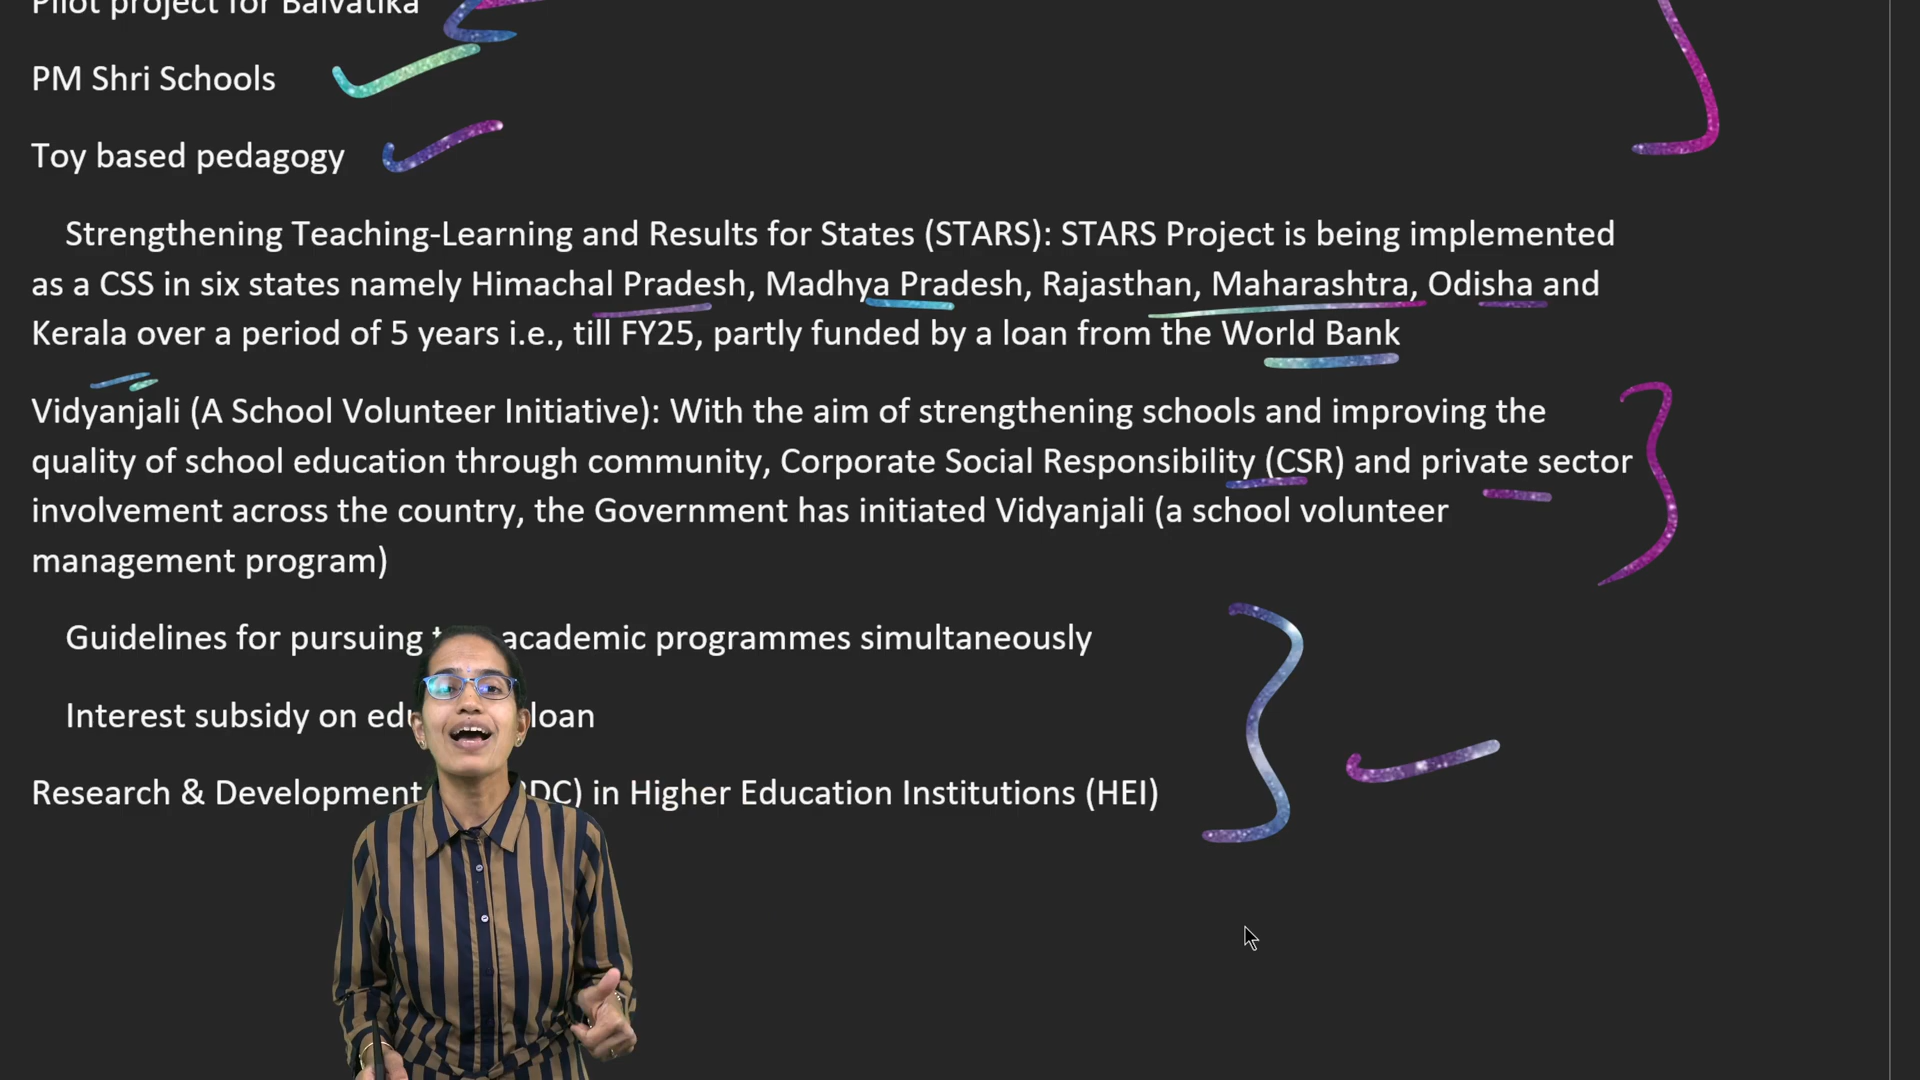 Pilot project for Balvatika
PM Shri Schools
Toy based pedagogy
Strengthening Teaching-Learning and Results for States (STARS): STARS Project is being implemented
as a CSS in six states namely Himachal Pradesh, Madhya Pradesh, Rajasthan, Maharashtra, Odisha and
Kerala over a period of 5 years i.e., till FY25, partly funded by a loan from the World Bank
Vidyanjali (A School Volunteer Initiative): With the aim of strengthening schools and improving the
quality of school education through community, Corporate Social Responsibility (CSR) and private sector
involvement across the country, the Government has initiated Vidyanjali (a school volunteer
management program)
Guidelines for pursuing academic programmes simultaneously
Interest subsidy on loan
Research & Development in Higher Education Institutions (HEI)